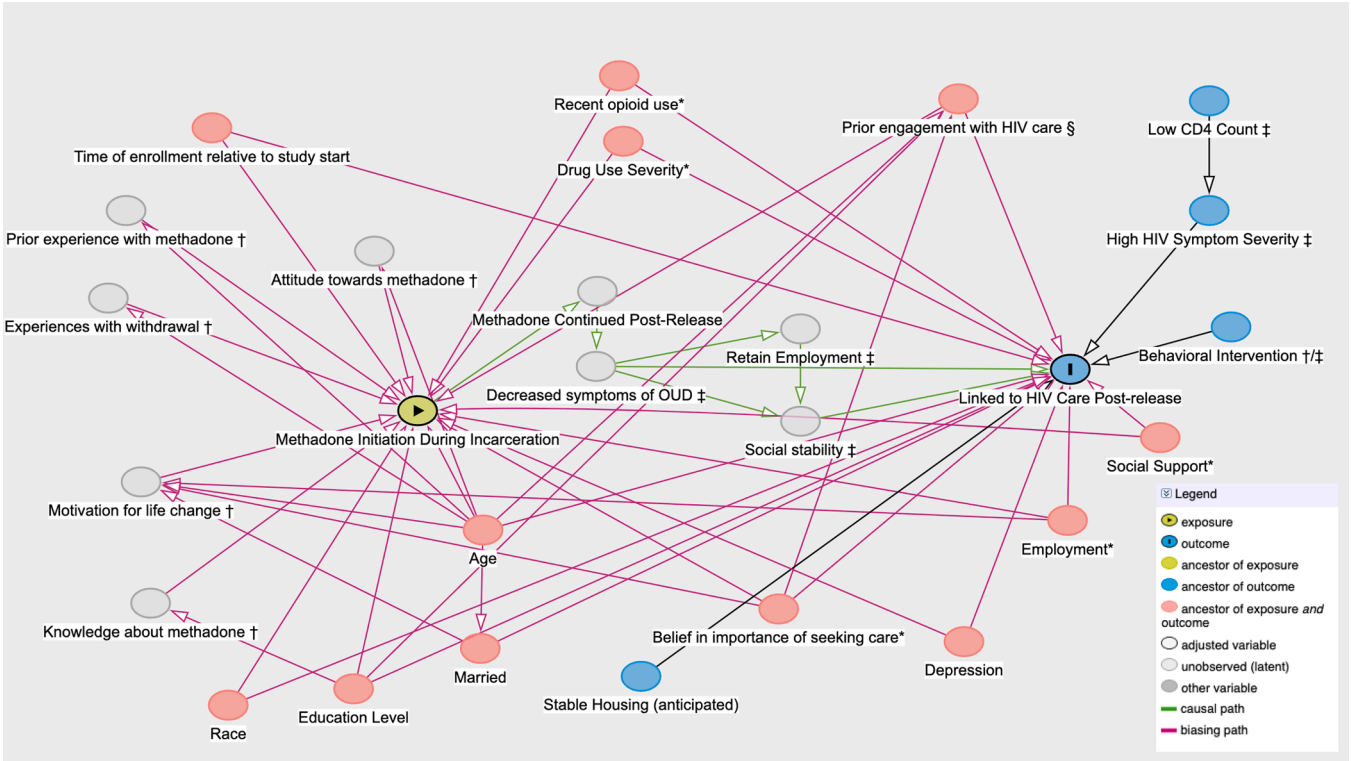 Recent opioid use*
Prior engagement with HIV care §
Low CD4 Count ‡
Time of enrollment relative to study start
Drug Use Severity*
Prior experience with methadone †
High HIV Symptom Severity ‡
Attitude towards methadone †
Experiences with withdrawal †
Methadone Continued Post-Release
Retain Employment ‡
Behavioral Intervention †/‡
Decreased symptoms of OUD ‡
Linked to HIV Care Post-release
Methadone Initiation During Incarceration
Social stability ‡
Social Support*
Motivation for life change †
Age
Employment*
Knowledge about methadone †
Belief in importance of seeking care*
Married
Depression
Stable Housing (anticipated)
Education Level
Race
Legend
exposure
outcome
ancestor of exposure
ancestor of outcome
ancestor of exposure and
outcome
adjusted variable
unobserved (latent)
other variable
causal path
biasing path